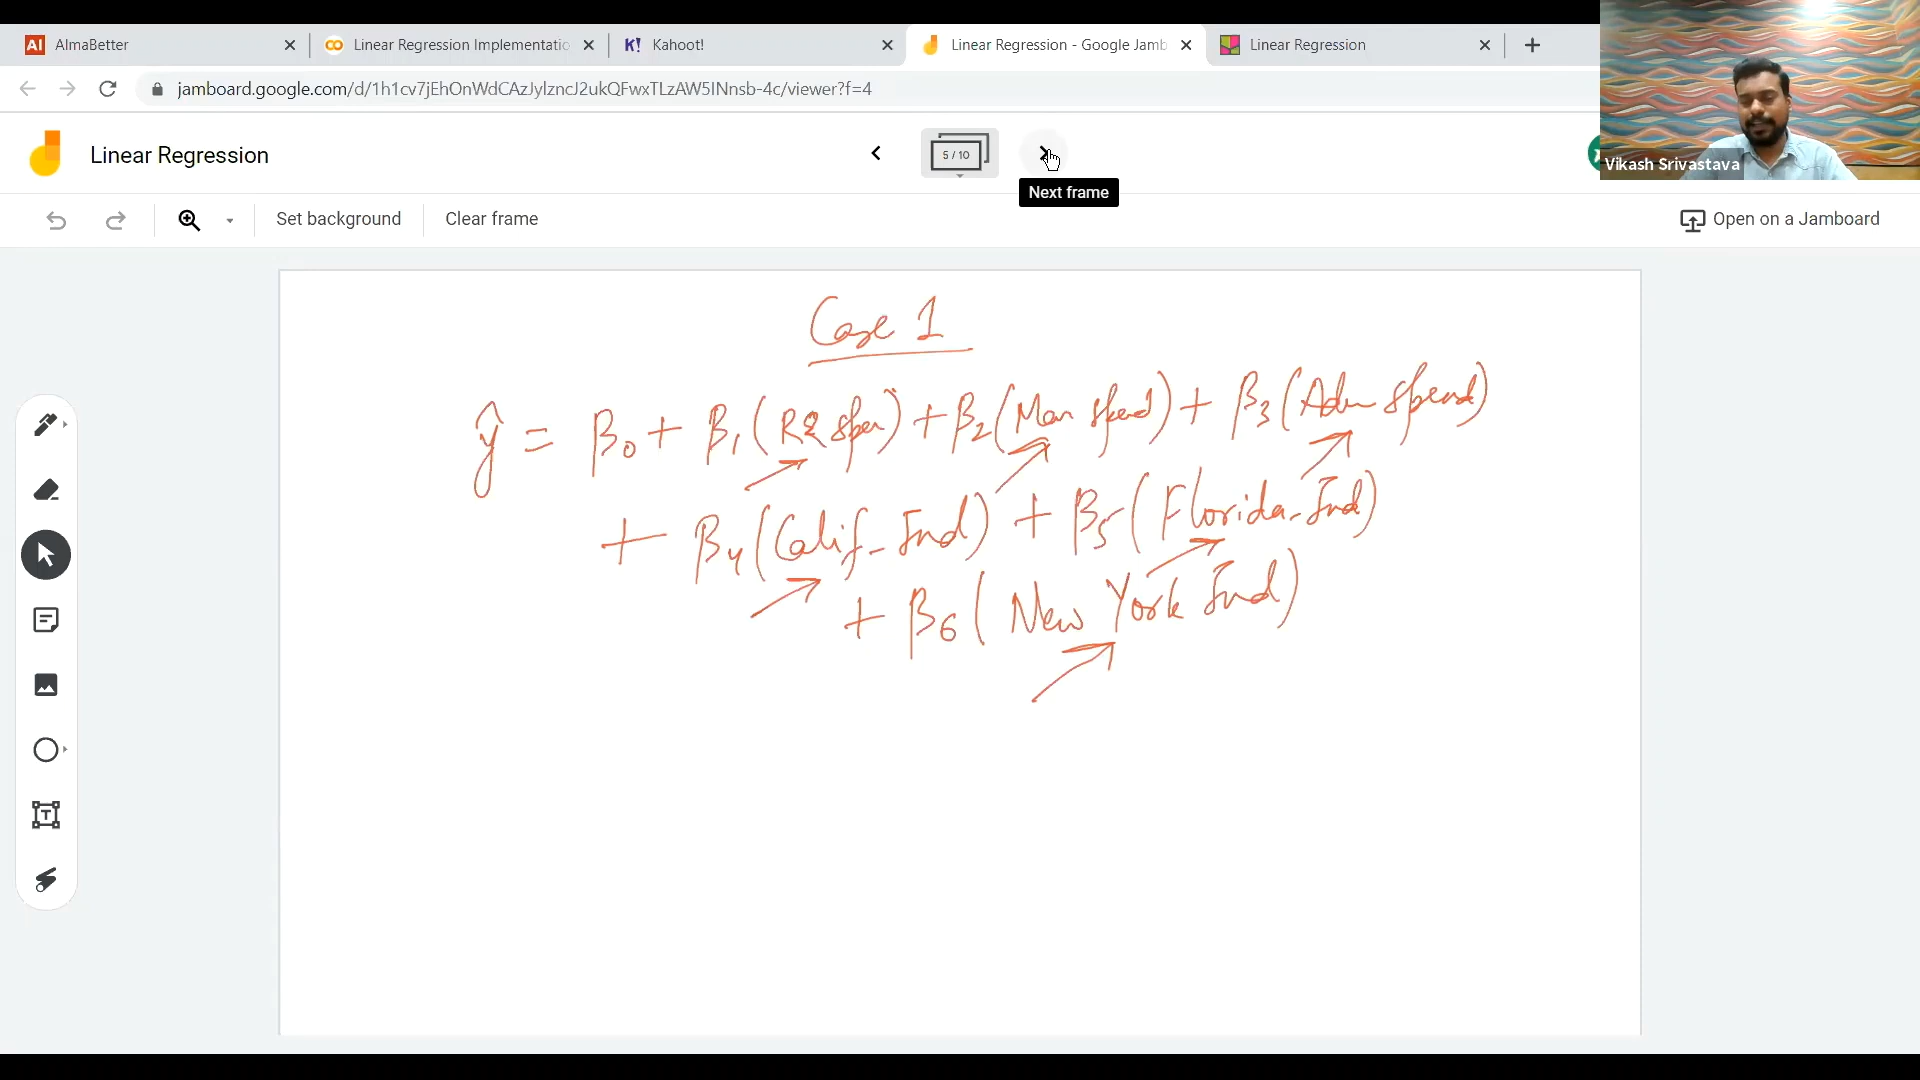 AlmaBetter
Linear Regression Implementatio
Kahoot!
Linear Regression - Google Jamb
Linear Regression
jamboard.google.com/d/1h1cv7jEhOnWdCAzJyIzncJ2ukQFwxTLzAW5INnsb-4c/viewer?f=4
Linear Regression
5 / 10
Next frame
Vikash Srivastava
Set background
Clear frame
Open on a Jamboard
Case 1
ŷ = β₀ + β₁ (R& spen) + β₂ (Mar spend) + β₃ (Adm spend)
+ β₄ (Calif_Ind) + β₅ (Florida_Ind)
+ β₆ (New York Ind)